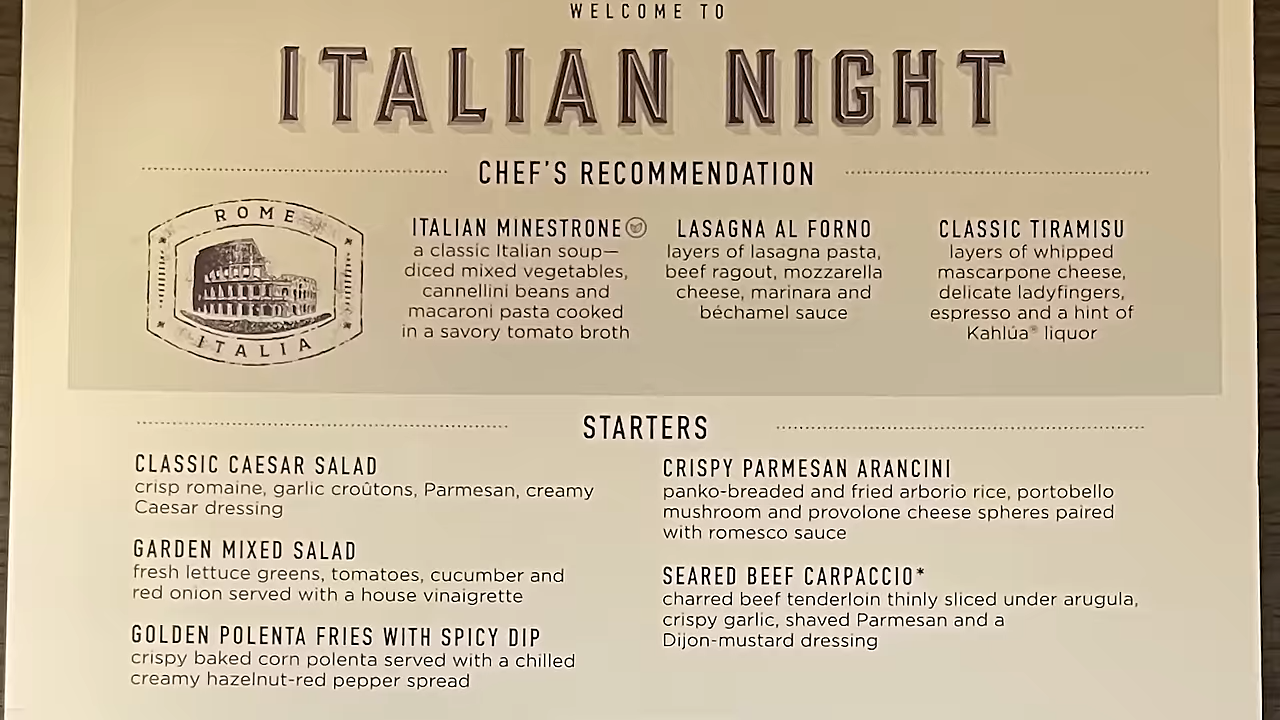 WELCOME TO
ITALIAN NIGHT
CHEF'S RECOMMENDATION
ROME
ITALIA
ITALIAN MINESTRONE
a classic Italian soup—
diced mixed vegetables,
cannellini beans and
macaroni pasta cooked
in a savory tomato broth
LASAGNA AL FORNO
layers of lasagna pasta,
beef ragout, mozzarella
cheese, marinara and
béchamel sauce
CLASSIC TIRAMISU
layers of whipped
mascarpone cheese,
delicate ladyfingers,
espresso and a hint of
Kahlúa® liquor
STARTERS
CLASSIC CAESAR SALAD
crisp romaine, garlic croûtons, Parmesan, creamy
Caesar dressing
GARDEN MIXED SALAD
fresh lettuce greens, tomatoes, cucumber and
red onion served with a house vinaigrette
GOLDEN POLENTA FRIES WITH SPICY DIP
crispy baked corn polenta served with a chilled
creamy hazelnut-red pepper spread
CRISPY PARMESAN ARANCINI
panko-breaded and fried arborio rice, portobello
mushroom and provolone cheese spheres paired
with romesco sauce
SEARED BEEF CARPACCIO*
charred beef tenderloin thinly sliced under arugula,
crispy garlic, shaved Parmesan and a
Dijon-mustard dressing